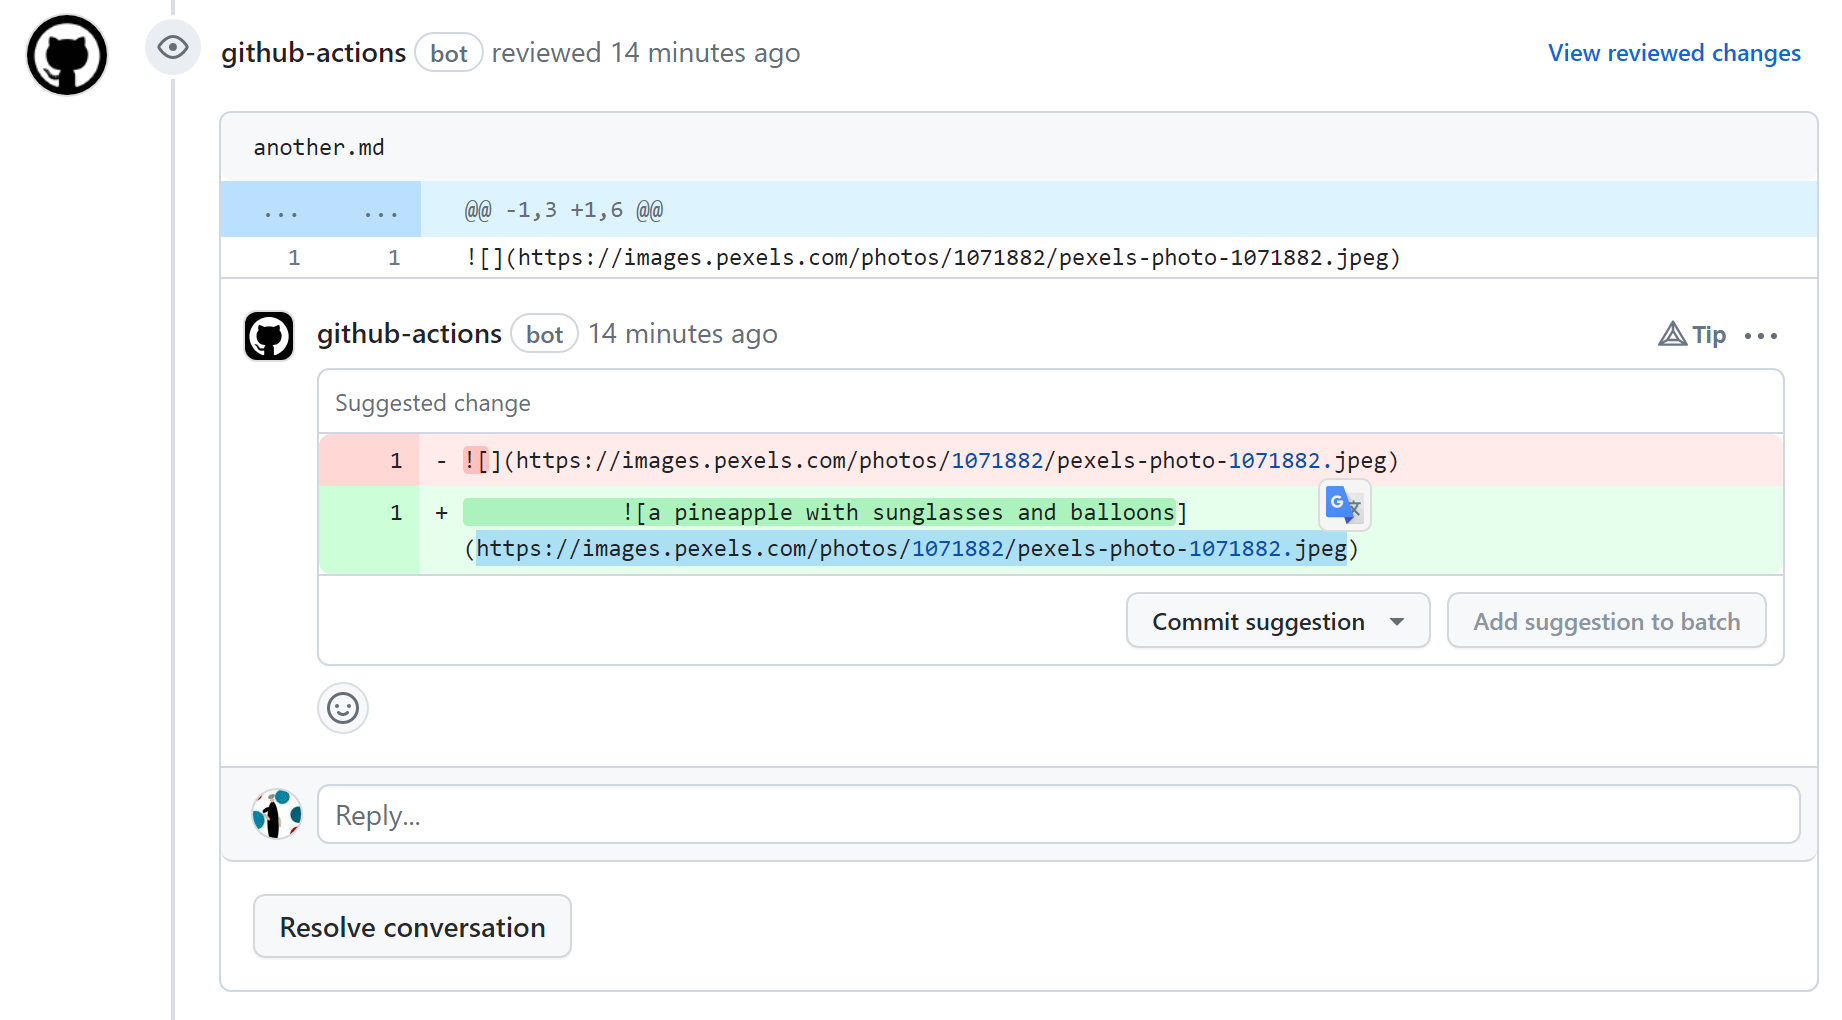 github-actions bot reviewed 14 minutes ago View reviewed changes
another.md
... ... @@ -1,3 +1,6 @@
1 1 ![](https://images.pexels.com/photos/1071882/pexels-photo-1071882.jpeg)
github-actions bot 14 minutes ago Tip ...
Suggested change
1 - ![](https://images.pexels.com/photos/1071882/pexels-photo-1071882.jpeg)
1 + ![a pineapple with sunglasses and balloons]
(https://images.pexels.com/photos/1071882/pexels-photo-1071882.jpeg)
Commit suggestion Add suggestion to batch
Reply...
Resolve conversation